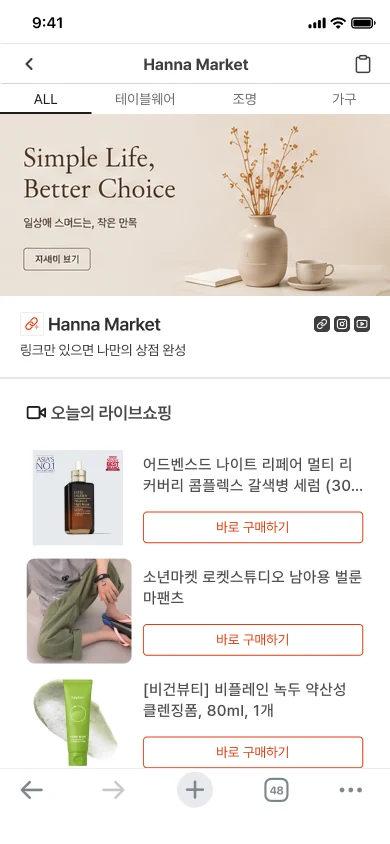 9:41
Hanna Market
ALL
테이블웨어
조명
가구
Simple Life,
Better Choice
일상에 스며드는, 작은 만족
자세히 보기
Hanna Market
링크만 있으면 나만의 상점 완성
오늘의 라이브쇼핑
ASIA'S
NO.1
어드벤스드 나이트 리페어 멀티 리
커버리 콤플렉스 갈색병 세럼 (30...
바로 구매하기
소년마켓 로켓스튜디오 남아용 벌룬
마팬츠
바로 구매하기
[비건뷰티] 비플레인 녹두 약산성
클렌징폼, 80ml, 1개
바로 구매하기
48